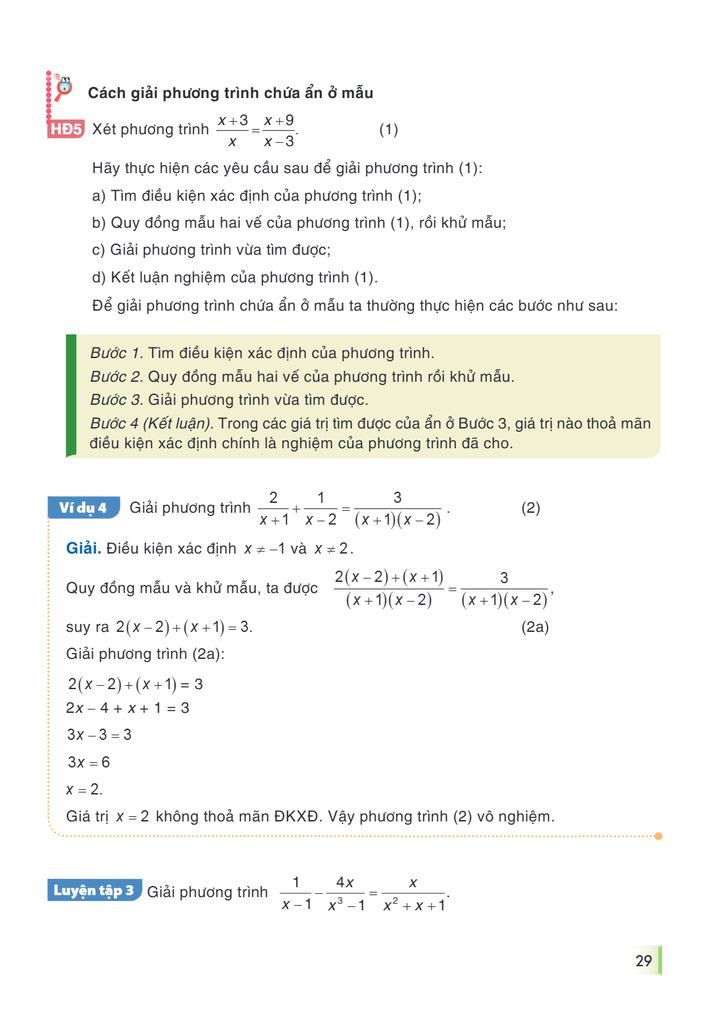 Cách giải phương trình chứa ẩn ở mẫu
HĐ5 Xét phương trình (x+3)/x = (x+9)/(x−3). (1)
Hãy thực hiện các yêu cầu sau để giải phương trình (1):
a) Tìm điều kiện xác định của phương trình (1);
b) Quy đồng mẫu hai vế của phương trình (1), rồi khử mẫu;
c) Giải phương trình vừa tìm được;
d) Kết luận nghiệm của phương trình (1).
Để giải phương trình chứa ẩn ở mẫu ta thường thực hiện các bước như sau:
Bước 1. Tìm điều kiện xác định của phương trình.
Bước 2. Quy đồng mẫu hai vế của phương trình rồi khử mẫu.
Bước 3. Giải phương trình vừa tìm được.
Bước 4 (Kết luận). Trong các giá trị tìm được của ẩn ở Bước 3, giá trị nào thoả mãn
điều kiện xác định chính là nghiệm của phương trình đã cho.
Ví dụ 4 Giải phương trình 2/(x+1) + 1/(x−2) = 3/((x+1)(x−2)). (2)
Giải. Điều kiện xác định x ≠ −1 và x ≠ 2.
Quy đồng mẫu và khử mẫu, ta được (2(x−2)+(x+1))/((x+1)(x−2)) = 3/((x+1)(x−2)),
suy ra 2(x−2)+(x+1) = 3. (2a)
Giải phương trình (2a):
2(x−2)+(x+1) = 3
2x − 4 + x + 1 = 3
3x − 3 = 3
3x = 6
x = 2.
Giá trị x = 2 không thoả mãn ĐKXĐ. Vậy phương trình (2) vô nghiệm.
Luyện tập 3 Giải phương trình 1/(x−1) − 4x/(x³−1) = x/(x²+x+1).
29